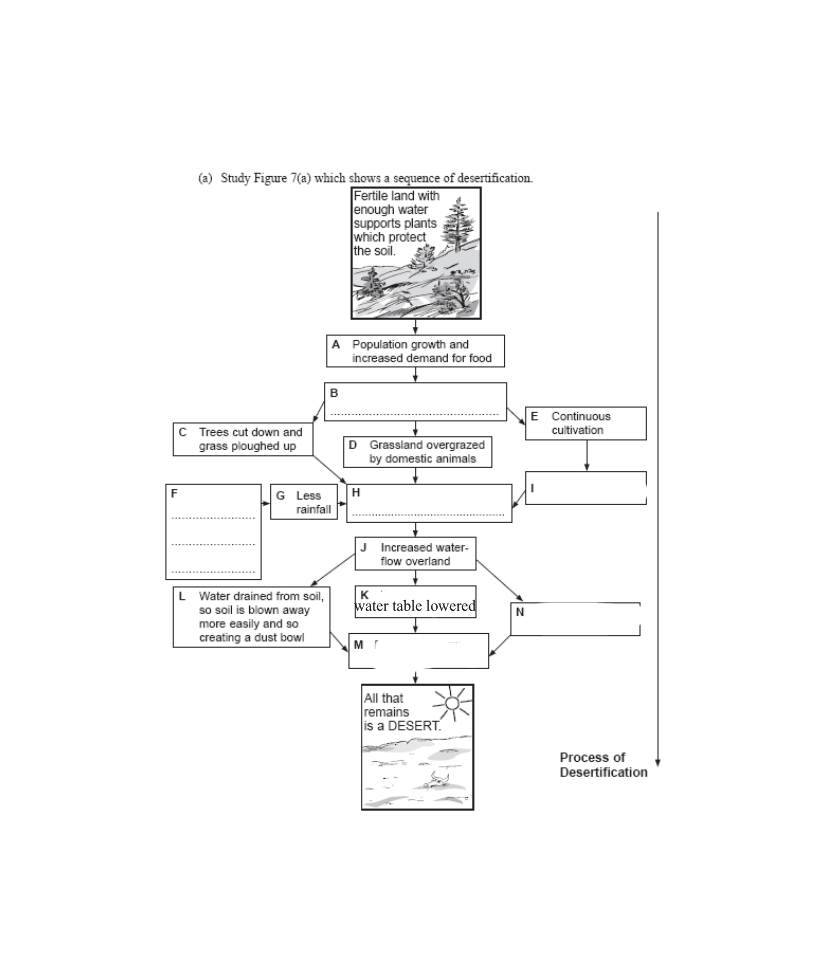 (a) Study Figure 7(a) which shows a sequence of desertification.
Fertile land with
enough water
supports plants
which protect
the soil.
A Population growth and
increased demand for food
B
C Trees cut down and
grass ploughed up
D Grassland overgrazed
by domestic animals
E Continuous
cultivation
F
G Less
rainfall
H
I
J Increased water-
flow overland
K
water table lowered
L Water drained from soil,
so soil is blown away
more easily and so
creating a dust bowl
N
M
All that
remains
is a DESERT.
Process of
Desertification